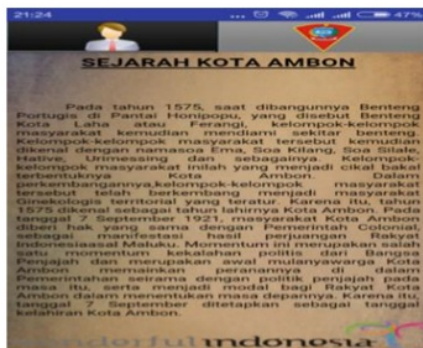 21:24
47%
SEJARAH KOTA AMBON
Pada tahun 1575, saat dibangunnya Benteng
Portugis di Pantai Honipopu, yang disebut Benteng
Kota Laha atau Ferangi, kelompok-kelompok
masyarakat kemudian mendiami sekitar benteng.
Kelompok-kelompok masyarakat tersebut kemudian
dikenal dengan namasoa Ema, Soa Kilang, Soa Silale,
Hative, Urimessing dan sebagainya. Kelompok-
kelompok masyarakat inilah yang menjadi cikal bakal
terbentuknya Kota Ambon. Dalam
perkembangannya,kelompok-kelompok masyarakat
tersebut telah berkembang menjadi masyarakat
Ginekologis territorial yang teratur. Karena itu, tahun
1575 dikenal sebagai tahun lahirnya Kota Ambon. Pada
tanggal 7 September 1921, masyarakat Kota Ambon
diberi hak yang sama dengan Permerintah Colonial,
sebagai manifestasi hasil perjuangan Rakyat
Indonesiaasal Maluku. Momentum ini merupakan salah
satu momentum kekalahan politis dari Bangsa
Penjajah dan merupakan awal mulanyawarga Kota
Ambon memainkan peranannya di dalam
Pemerintahan seirama dengan politik penjajah pada
masa itu, serta menjadi modal bagi Rakyat Kota
Ambon dalam menentukan masa depannya. Karena itu,
tanggal 7 September ditetapkan sebagai tanggal
kelahiran Kota Ambon.
wonderful indonesia